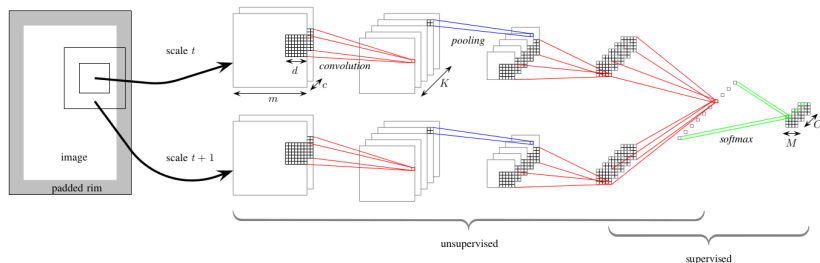 scale t
pooling
convolution
d
c
K
m
image
padded rim
scale t + 1
softmax
M
C
unsupervised
supervised